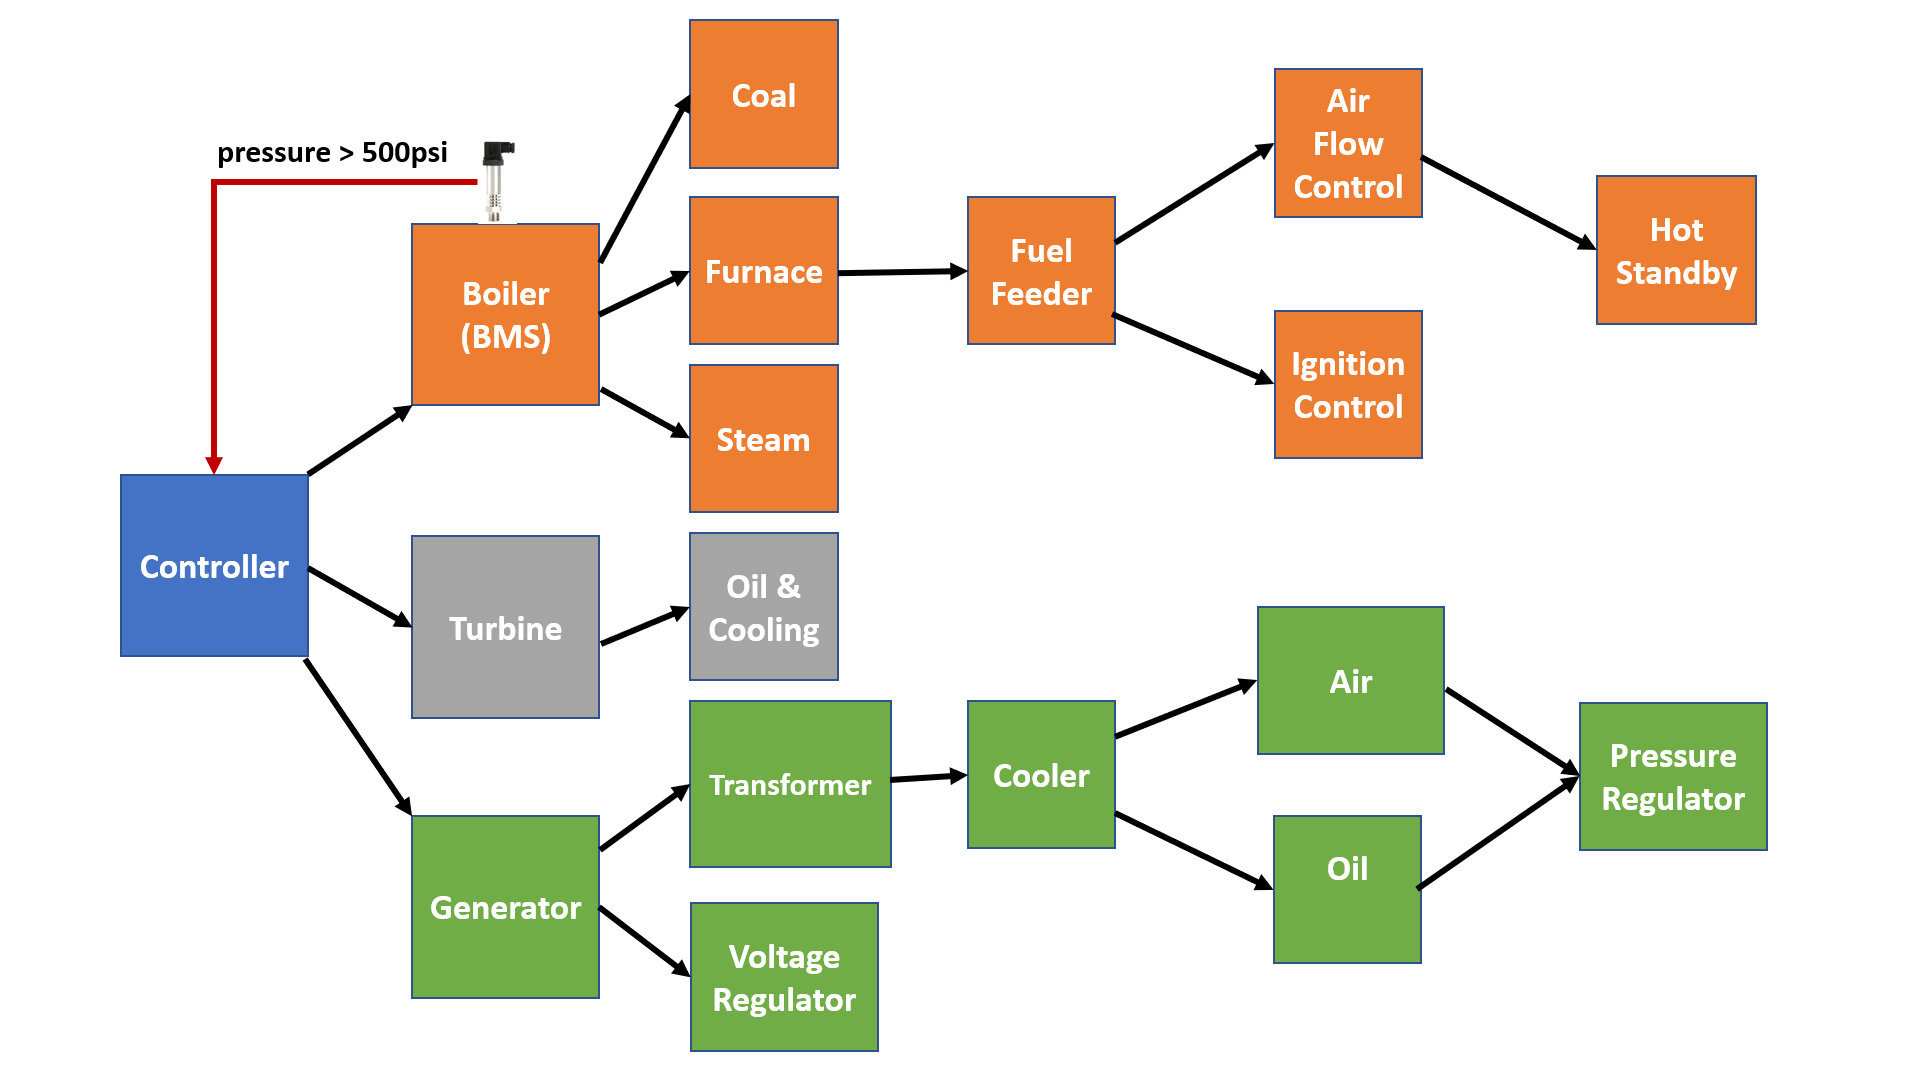 Coal
pressure > 500psi
Air
Flow
Control
Boiler
(BMS)
Furnace
Fuel
Feeder
Hot
Standby
Steam
Ignition
Control
Controller
Turbine
Oil &
Cooling
Generator
Transformer
Cooler
Air
Oil
Pressure
Regulator
Voltage
Regulator